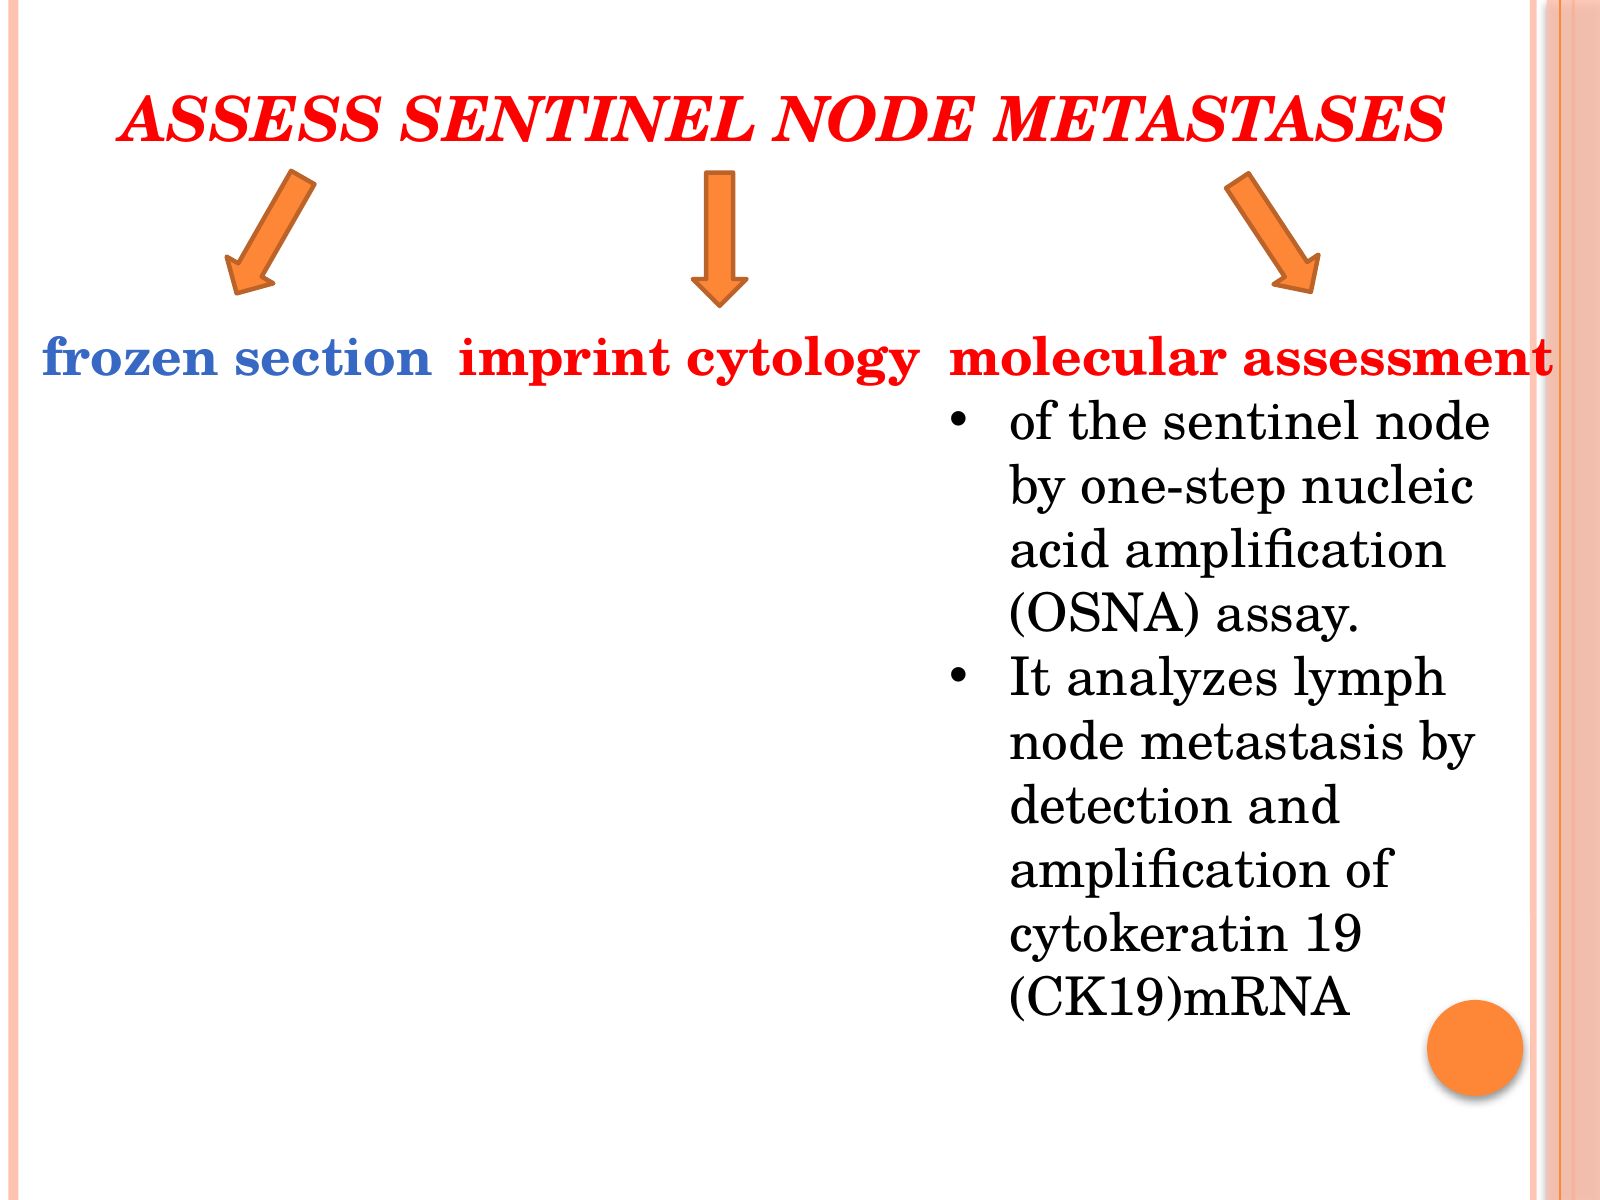 ASSESS SENTINEL NODE METASTASES
frozen section
imprint cytology
molecular assessment
• of the sentinel node
by one-step nucleic
acid amplification
(OSNA) assay.
• It analyzes lymph
node metastasis by
detection and
amplification of
cytokeratin 19
(CK19)mRNA